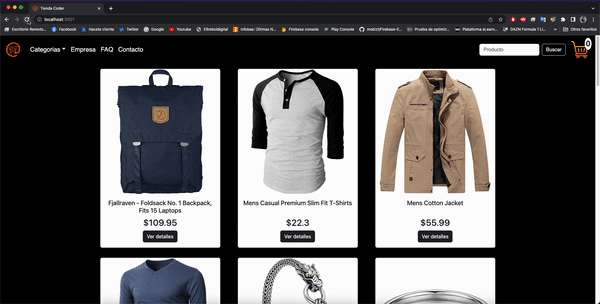 Tienda Coder
localhost:3001
Escritorio Remoto...
Facebook
Hacete cliente
Twitter
Google
Youtube
Eltreboldigital
Infobae: Últimas N...
Firebase console
Play Console
Prueba de optimiz...
Plataforma eLearn...
DAZN Formula 1 Li...
Otros favoritos
Categorias Empresa FAQ Contacto
Producto
Buscar
0
Fjallraven - Foldsack No. 1 Backpack,
Fits 15 Laptops
$109.95
Ver detalles
Mens Casual Premium Slim Fit T-Shirts
$22.3
Ver detalles
Mens Cotton Jacket
$55.99
Ver detalles